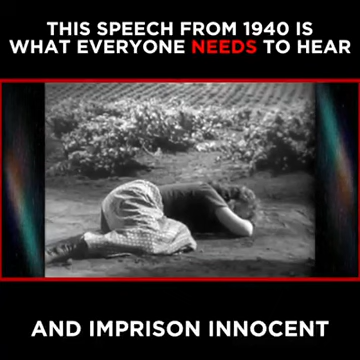 THIS SPEECH FROM 1940 IS
WHAT EVERYONE NEEDS TO HEAR
AND IMPRISON INNOCENT